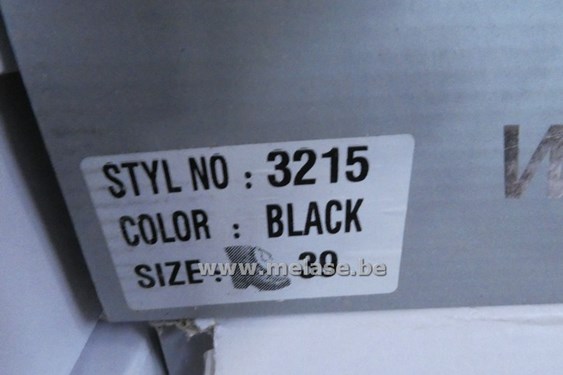 STYL NO : 3215
COLOR : BLACK
SIZE : 39
www.melase.be